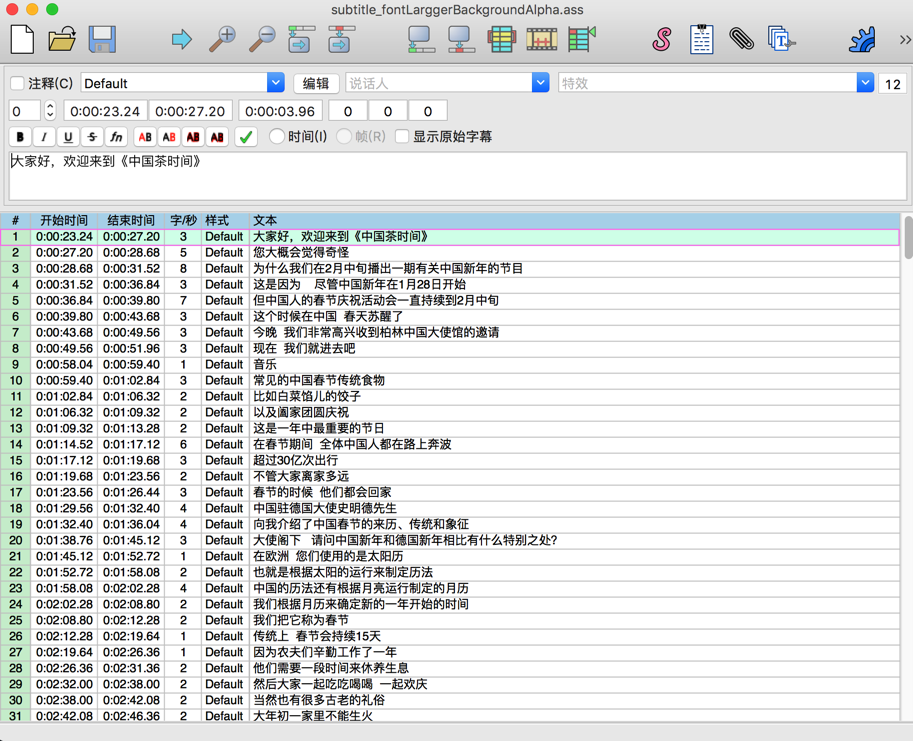 subtitle_fontLarggerBackgroundAlpha.ass
注释(C) Default 编辑 说话人 特效 12
0 0:00:23.24 0:00:27.20 0:00:03.96 0 0 0
B I U S fn AB AB AB AB 时间(I) 帧(R) 显示原始字幕
大家好，欢迎来到《中国茶时间》
# 开始时间 结束时间 字/秒 样式 文本
1 0:00:23.24 0:00:27.20 3 Default 大家好，欢迎来到《中国茶时间》
2 0:00:27.20 0:00:28.68 5 Default 您大概会觉得奇怪
3 0:00:28.68 0:00:31.52 8 Default 为什么我们在2月中旬播出一期有关中国新年的节目
4 0:00:31.52 0:00:36.84 3 Default 这是因为 尽管中国新年在1月28日开始
5 0:00:36.84 0:00:39.80 7 Default 但中国人的春节庆祝活动会一直持续到2月中旬
6 0:00:39.80 0:00:43.68 3 Default 这个时候在中国 春天苏醒了
7 0:00:43.68 0:00:49.56 3 Default 今晚 我们非常高兴收到柏林中国大使馆的邀请
8 0:00:49.56 0:00:51.96 3 Default 现在 我们就进去吧
9 0:00:58.04 0:00:59.40 1 Default 音乐
10 0:00:59.40 0:01:02.84 3 Default 常见的中国春节传统食物
11 0:01:02.84 0:01:06.32 2 Default 比如白菜馅儿的饺子
12 0:01:06.32 0:01:09.32 2 Default 以及阖家团圆庆祝
13 0:01:09.32 0:01:13.28 2 Default 这是一年中最重要的节日
14 0:01:14.52 0:01:17.12 6 Default 在春节期间 全体中国人都在路上奔波
15 0:01:17.12 0:01:19.68 3 Default 超过30亿次出行
16 0:01:19.68 0:01:23.56 2 Default 不管大家离家多远
17 0:01:23.56 0:01:26.44 3 Default 春节的时候 他们都会回家
18 0:01:29.56 0:01:32.40 4 Default 中国驻德国大使史明德先生
19 0:01:32.40 0:01:36.04 4 Default 向我介绍了中国春节的来历、传统和象征
20 0:01:38.76 0:01:45.12 3 Default 大使阁下 请问中国新年和德国新年相比有什么特别之处?
21 0:01:45.12 0:01:52.72 1 Default 在欧洲 您们使用的是太阳历
22 0:01:52.72 0:01:58.08 2 Default 也就是根据太阳的运行来制定历法
23 0:01:58.08 0:02:02.28 4 Default 中国的历法还有根据月亮运行制定的月历
24 0:02:02.28 0:02:08.80 2 Default 我们根据月历来确定新的一年开始的时间
25 0:02:08.80 0:02:12.28 2 Default 我们把它称为春节
26 0:02:12.28 0:02:19.64 1 Default 传统上 春节会持续15天
27 0:02:19.64 0:02:26.36 1 Default 因为农夫们辛勤工作了一年
28 0:02:26.36 0:02:31.36 2 Default 他们需要一段时间来休养生息
29 0:02:32.00 0:02:38.00 2 Default 然后大家一起吃吃喝喝 一起欢庆
30 0:02:38.00 0:02:42.08 2 Default 当然也有很多古老的礼俗
31 0:02:42.08 0:02:46.36 2 Default 大年初一家里不能生火